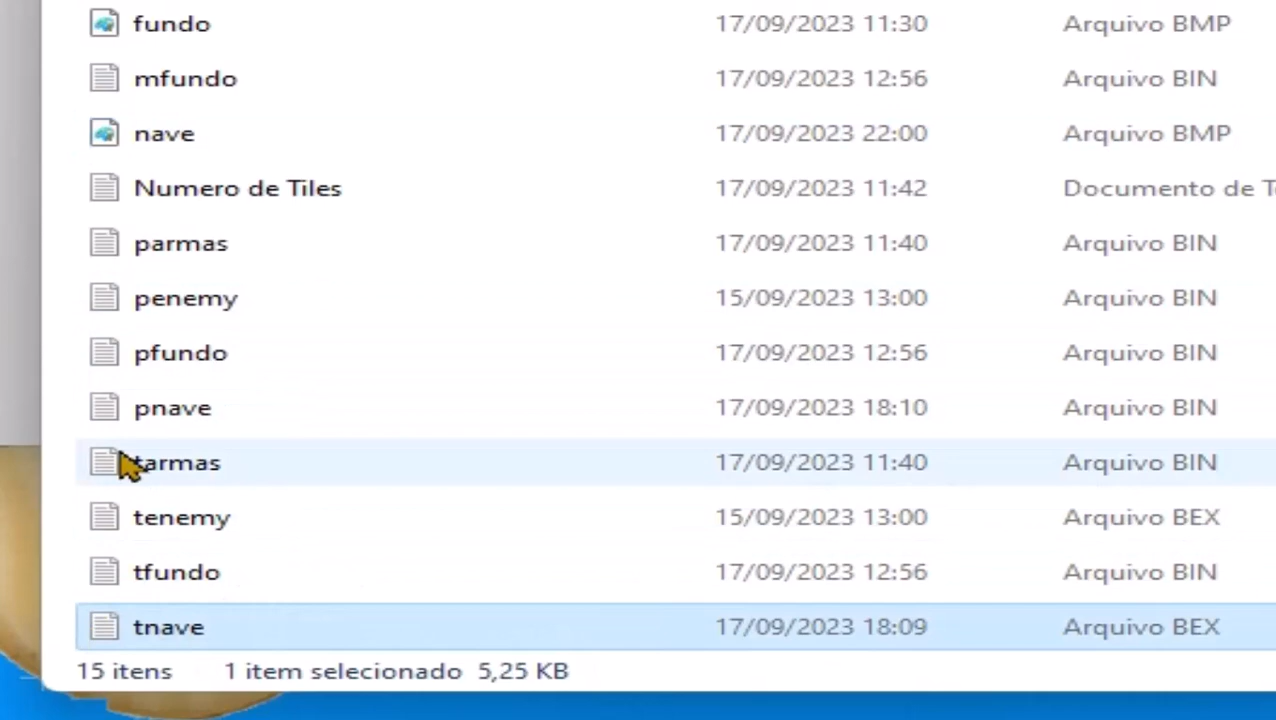 fundo 17/09/2023 11:30 Arquivo BMP
mfundo 17/09/2023 12:56 Arquivo BIN
nave 17/09/2023 22:00 Arquivo BMP
Numero de Tiles 17/09/2023 11:42 Documento de
parmas 17/09/2023 11:40 Arquivo BIN
penemy 15/09/2023 13:00 Arquivo BIN
pfundo 17/09/2023 12:56 Arquivo BIN
pnave 17/09/2023 18:10 Arquivo BIN
tarmas 17/09/2023 11:40 Arquivo BIN
tenemy 15/09/2023 13:00 Arquivo BEX
tfundo 17/09/2023 12:56 Arquivo BIN
tnave 17/09/2023 18:09 Arquivo BEX
15 itens 1 item selecionado 5,25 KB